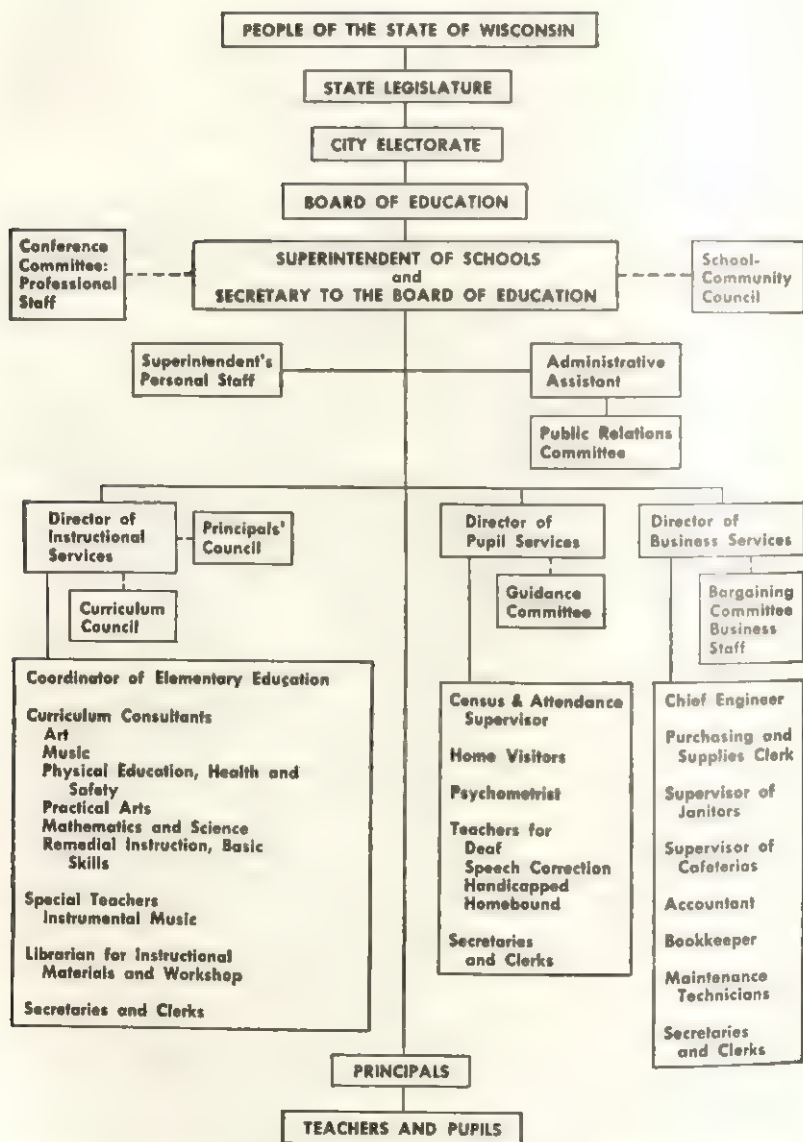 PEOPLE OF THE STATE OF WISCONSIN
STATE LEGISLATURE
CITY ELECTORATE
BOARD OF EDUCATION
Conference
Committee:
Professional
Staff
SUPERINTENDENT OF SCHOOLS
and
SECRETARY TO THE BOARD OF EDUCATION
School-
Community
Council
Superintendent's
Personal Staff
Administrative
Assistant
Public Relations
Committee
Director of
Instructional
Services
Principals'
Council
Curriculum
Council
Director of
Pupil Services
Guidance
Committee
Director of
Business Services
Bargaining
Committee
Business
Staff
Coordinator of Elementary Education
Curriculum Consultants
Art
Music
Physical Education, Health and
Safety
Practical Arts
Mathematics and Science
Remedial Instruction, Basic
Skills
Special Teachers
Instrumental Music
Librarian for Instructional
Materials and Workshop
Secretaries and Clerks
Census & Attendance
Supervisor
Home Visitors
Psychometrist
Teachers for
Deaf
Speech Correction
Handicapped
Homebound
Secretaries
and Clerks
Chief Engineer
Purchasing and
Supplies Clerk
Supervisor of
Janitors
Supervisor of
Cafeterias
Accountant
Bookkeeper
Maintenance
Technicians
Secretaries
and Clerks
PRINCIPALS
TEACHERS AND PUPILS